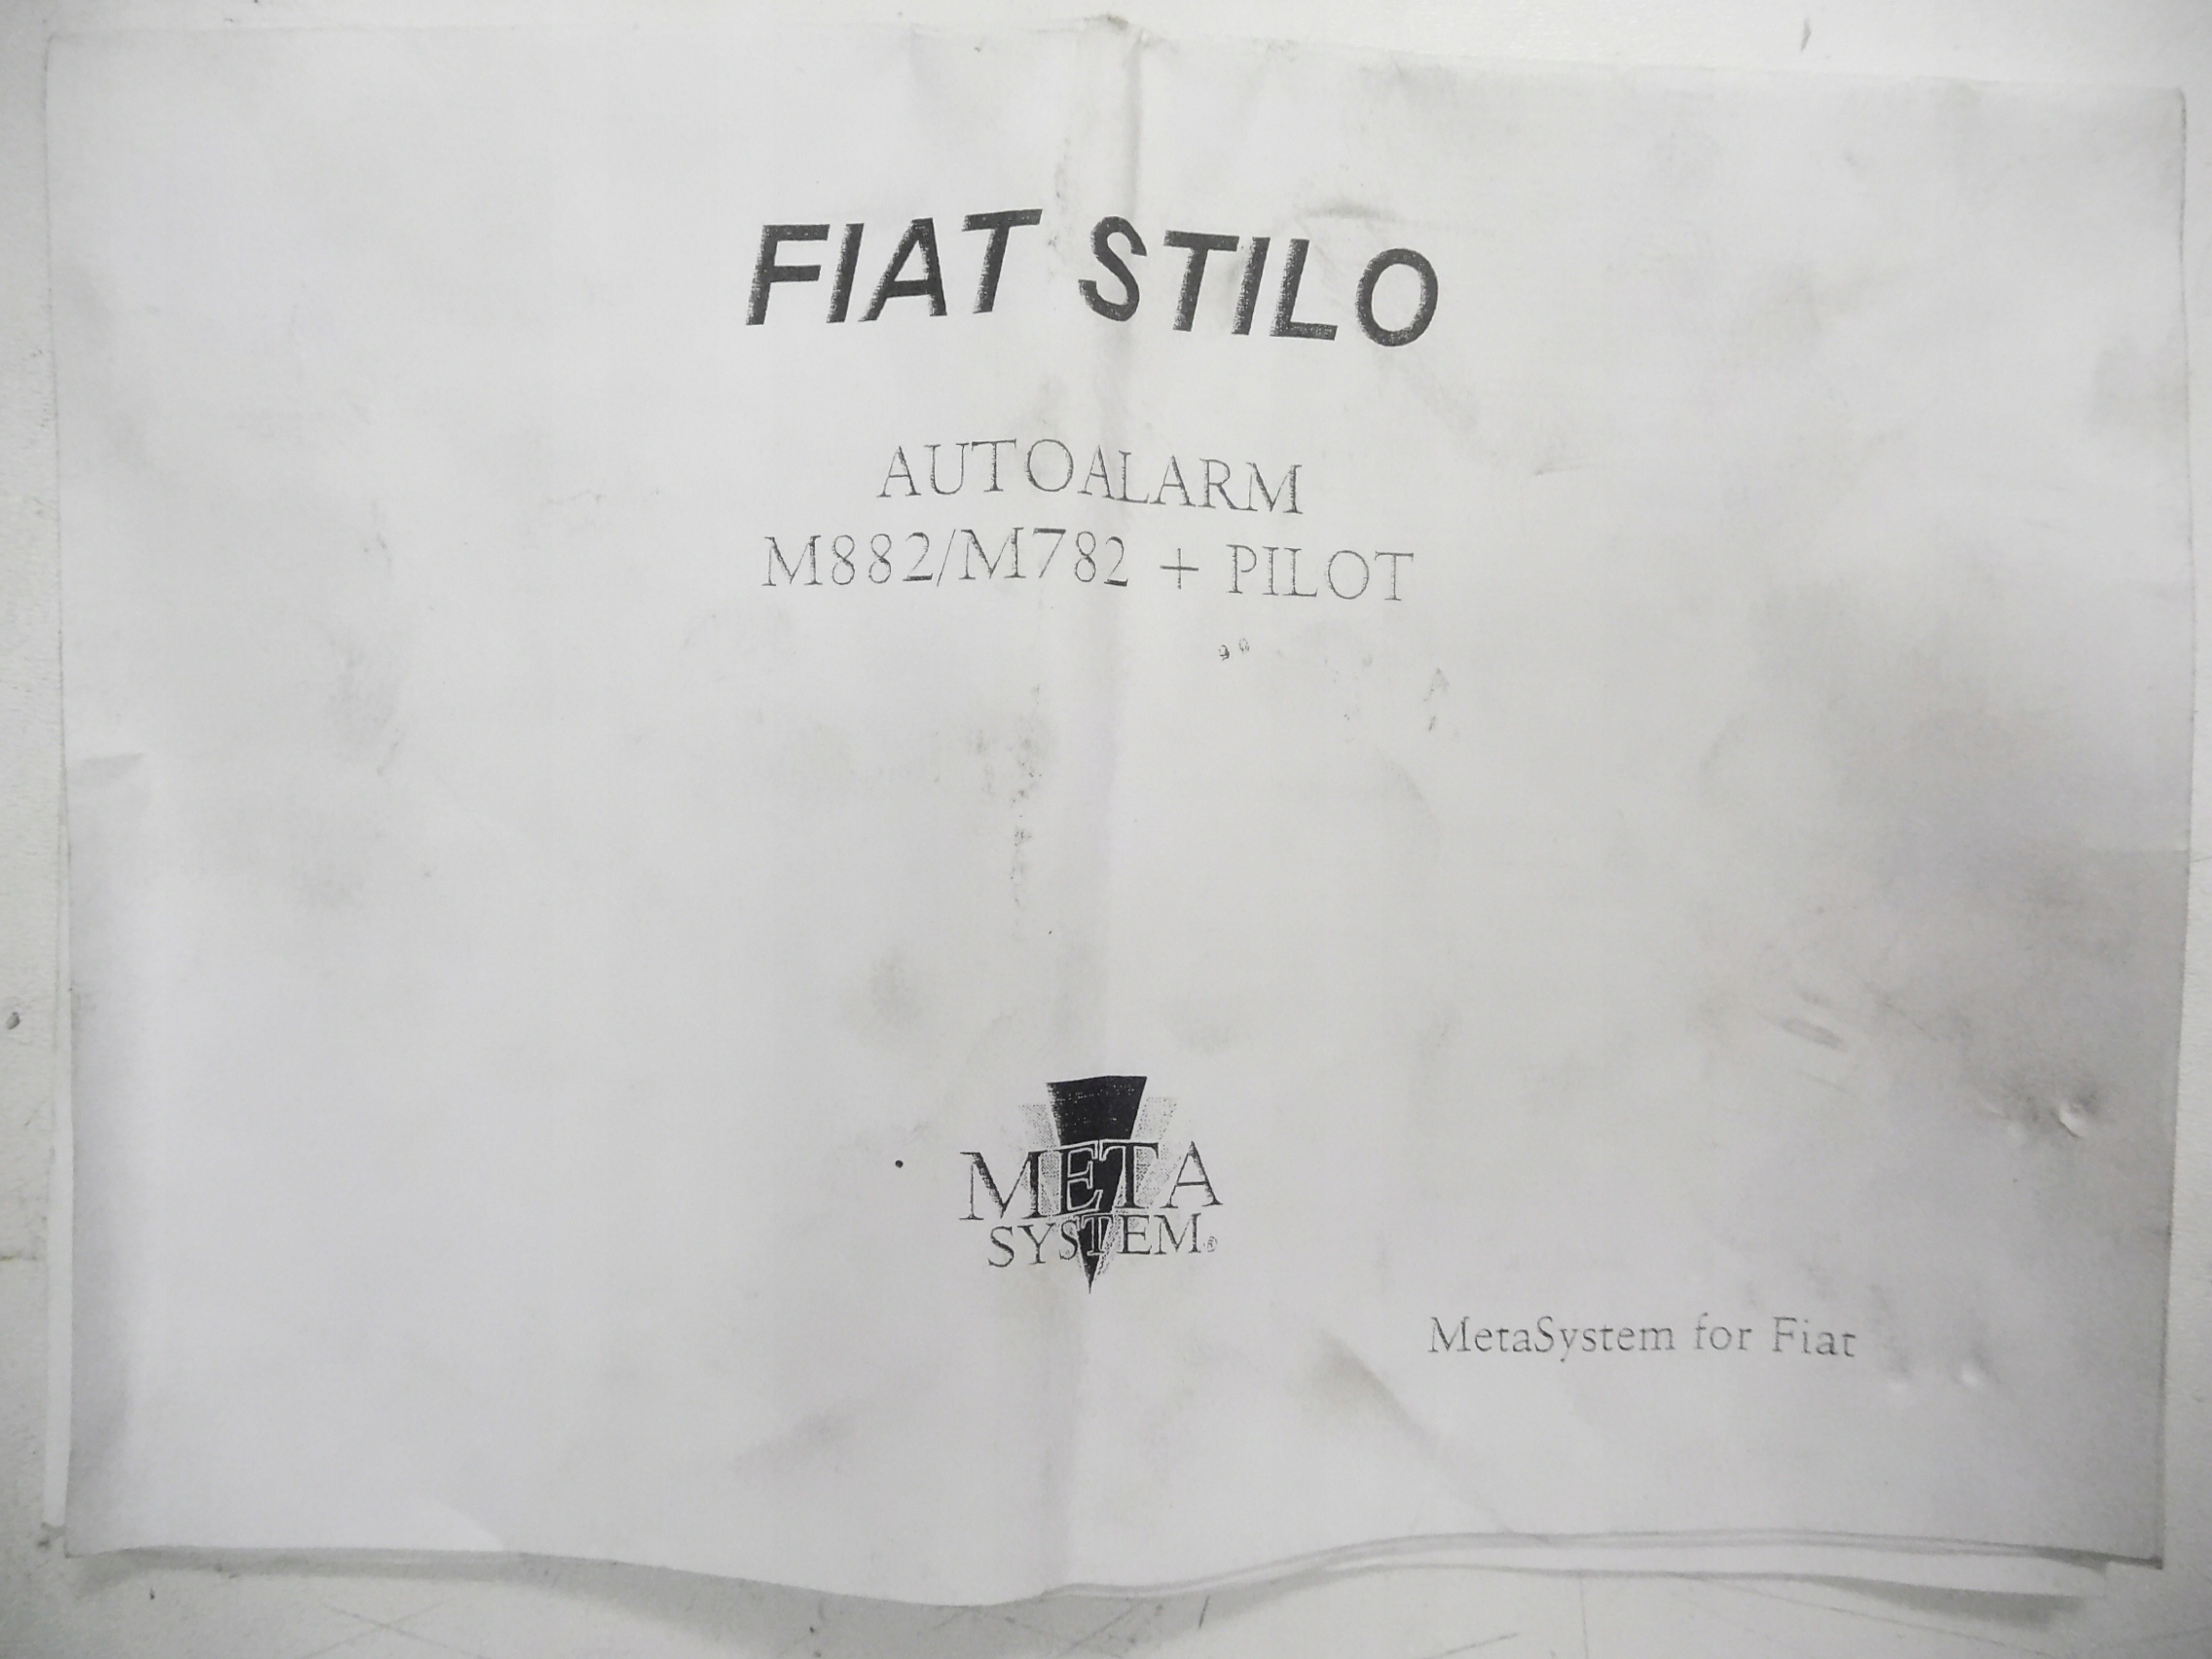 FIAT STILO
AUTOALARM
M882/M782 + PILOT
META
SYSTEM®
MetaSystem for Fiat